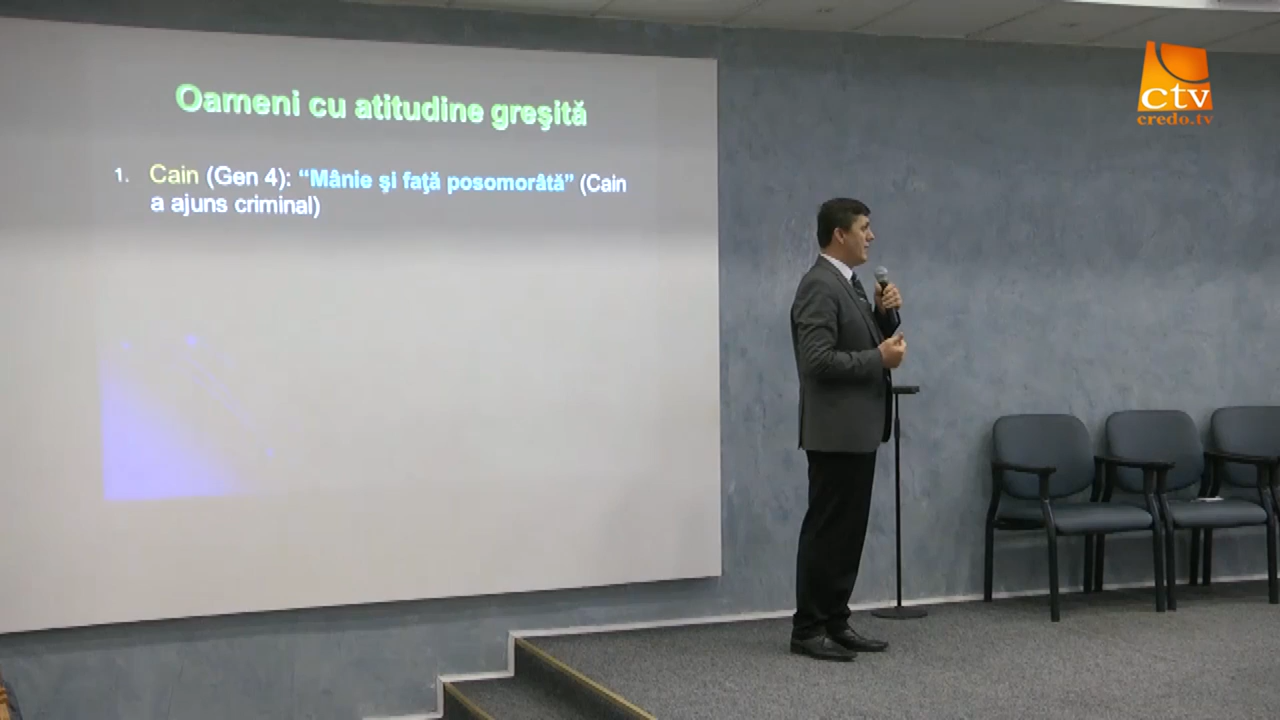 Oameni cu atitudine greşită
1. Cain (Gen 4): “Mânie şi faţă posomorâtă” (Cain
a ajuns criminal)
ctv
credo.tv